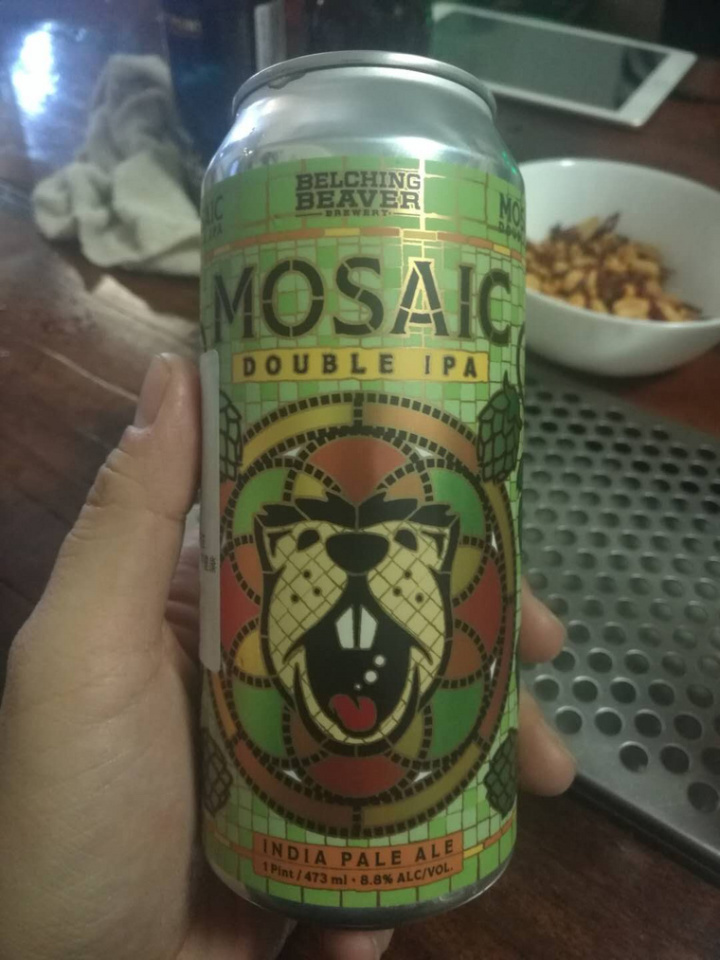 BELCHING
BEAVER
BREWERY
MOSAIC
DOUBLE IPA
INDIA PALE ALE
1 Pint / 473 ml • 8.8% ALC/VOL.